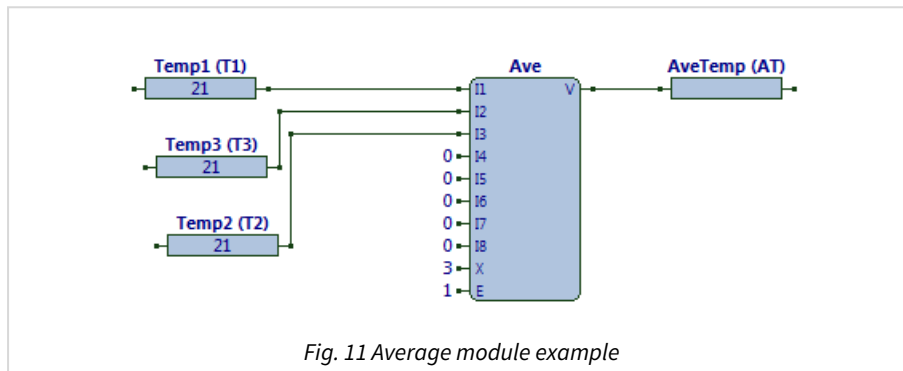 Temp1 (T1)
21
Temp3 (T3)
21
Temp2 (T2)
21
Ave
I1 V
I2
I3
0 I4
0 I5
0 I6
0 I7
0 I8
3 X
1 E
AveTemp (AT)
Fig. 11 Average module example